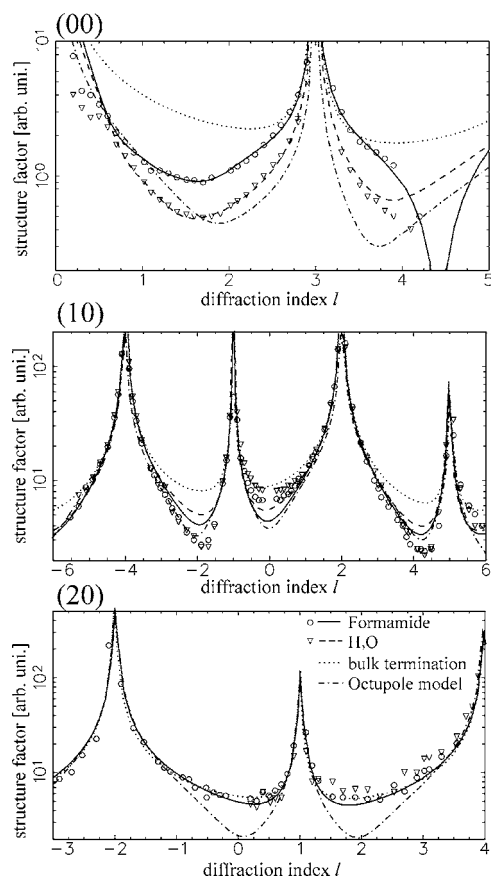 (00)
structure factor [arb. uni.]
10¹
10⁰
0 1 2 3 4 5
diffraction index l
(10)
structure factor [arb. uni.]
10²
10¹
−6 −4 −2 0 2 4 6
diffraction index l
(20)
structure factor [arb. uni.]
10²
10¹
Formamide
H₂O
bulk termination
Octupole model
−3 −2 −1 0 1 2 3 4
diffraction index l